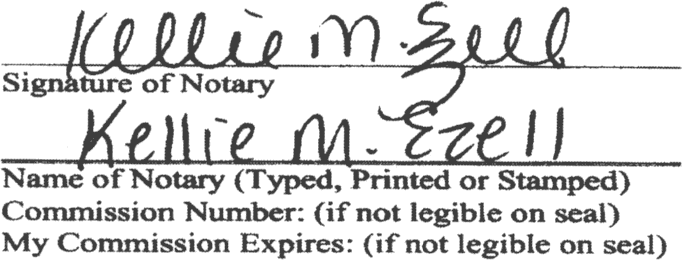 Kellie M. Ezell
Signature of Notary
Kellie M. Ezell
Name of Notary (Typed, Printed or Stamped)
Commission Number: (if not legible on seal)
My Commission Expires: (if not legible on seal)